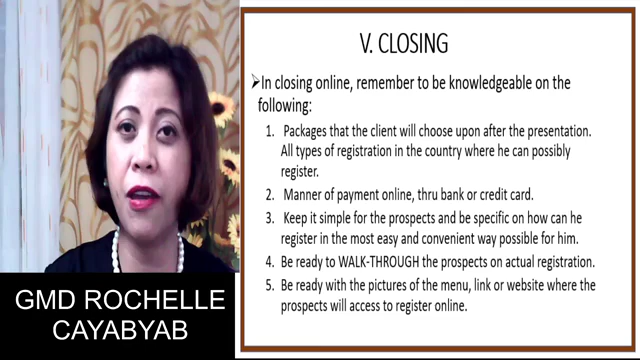 V. CLOSING
➢In closing online, remember to be knowledgeable on the
following:
1. Packages that the client will choose upon after the presentation.
All types of registration in the country where he can possibly
register.
2. Manner of payment online, thru bank or credit card.
3. Keep it simple for the prospects and be specific on how can he
register in the most easy and convenient way possible for him.
4. Be ready to WALK-THROUGH the prospects on actual registration.
5. Be ready with the pictures of the menu, link or website where the
prospects will access to register online.
GMD ROCHELLE
CAYABYAB